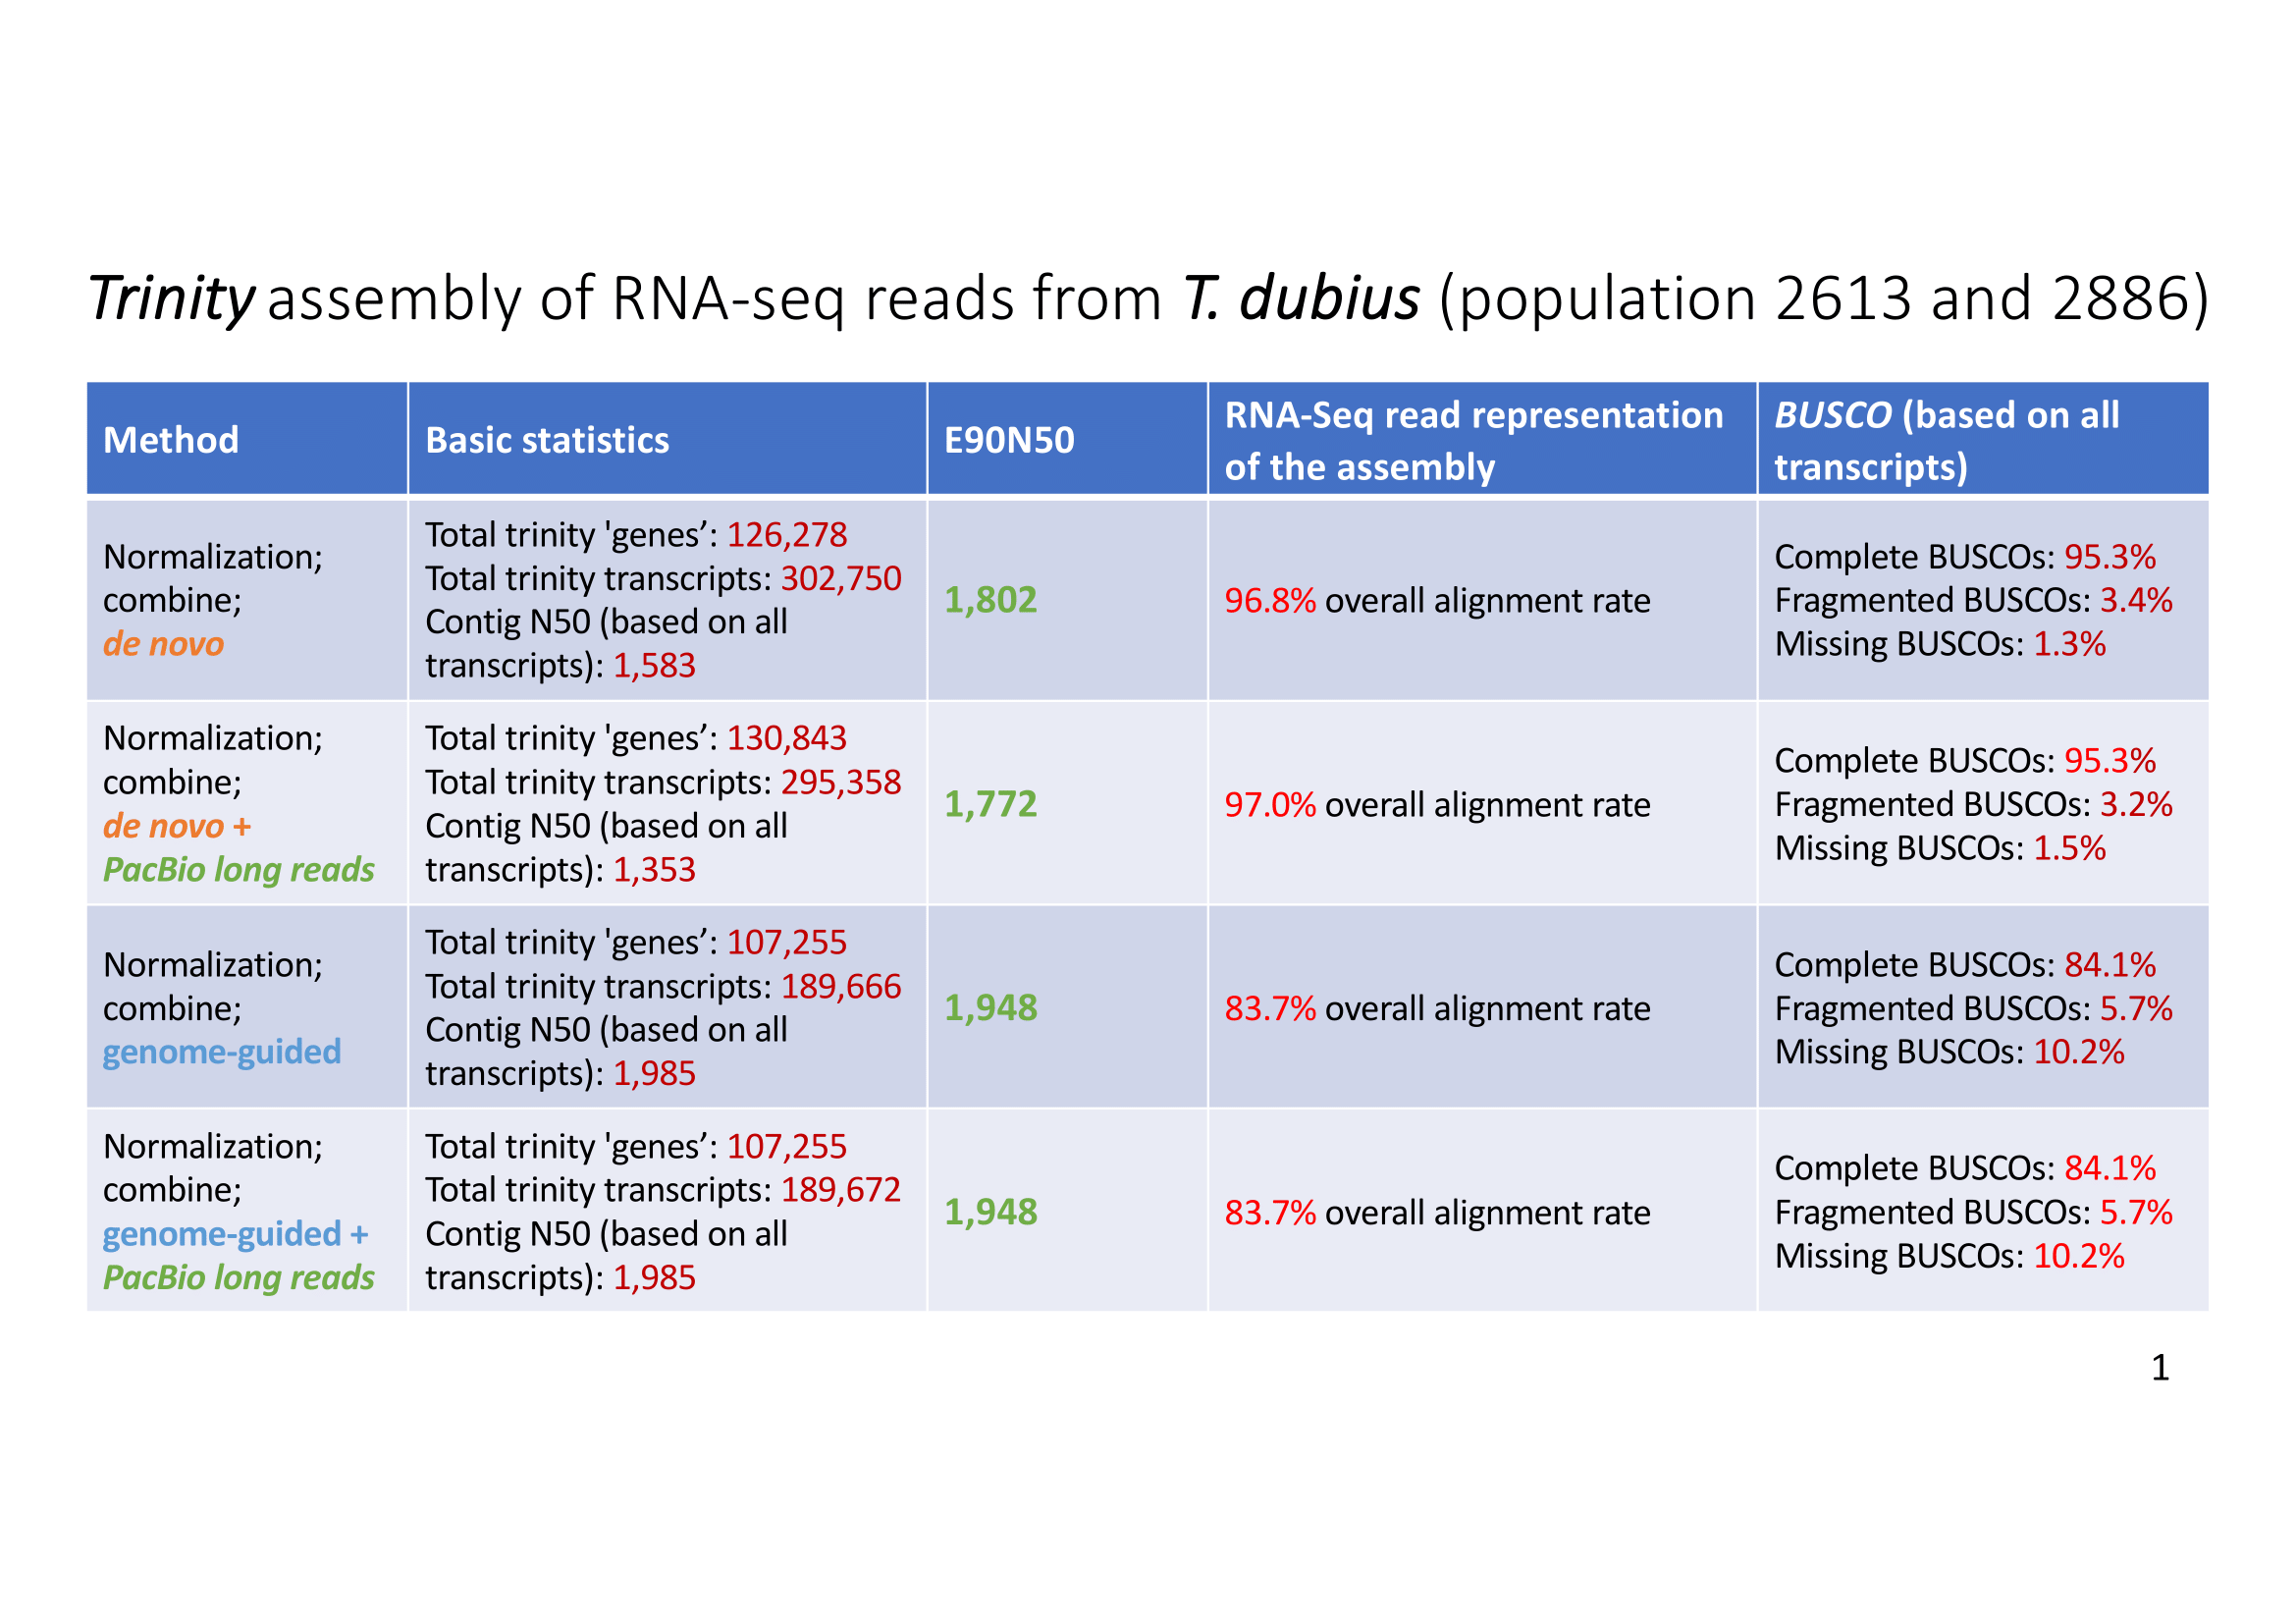 Trinity assembly of RNA-seq reads from T. dubius (population 2613 and 2886)
Method
Basic statistics
E90N50
RNA-Seq read representation
of the assembly
BUSCO (based on all
transcripts)
Normalization;
combine;
de novo
Total trinity 'genes’: 126,278
Total trinity transcripts: 302,750
Contig N50 (based on all
transcripts): 1,583
1,802
96.8% overall alignment rate
Complete BUSCOs: 95.3%
Fragmented BUSCOs: 3.4%
Missing BUSCOs: 1.3%
Normalization;
combine;
de novo +
PacBio long reads
Total trinity 'genes’: 130,843
Total trinity transcripts: 295,358
Contig N50 (based on all
transcripts): 1,353
1,772
97.0% overall alignment rate
Complete BUSCOs: 95.3%
Fragmented BUSCOs: 3.2%
Missing BUSCOs: 1.5%
Normalization;
combine;
genome-guided
Total trinity 'genes’: 107,255
Total trinity transcripts: 189,666
Contig N50 (based on all
transcripts): 1,985
1,948
83.7% overall alignment rate
Complete BUSCOs: 84.1%
Fragmented BUSCOs: 5.7%
Missing BUSCOs: 10.2%
Normalization;
combine;
genome-guided +
PacBio long reads
Total trinity 'genes’: 107,255
Total trinity transcripts: 189,672
Contig N50 (based on all
transcripts): 1,985
1,948
83.7% overall alignment rate
Complete BUSCOs: 84.1%
Fragmented BUSCOs: 5.7%
Missing BUSCOs: 10.2%
1